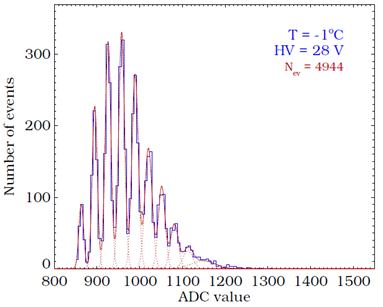 T = -1°C
HV = 28 V
Nev = 4944
Number of events
300
200
100
0
800 900 1000 1100 1200 1300 1400 1500
ADC value